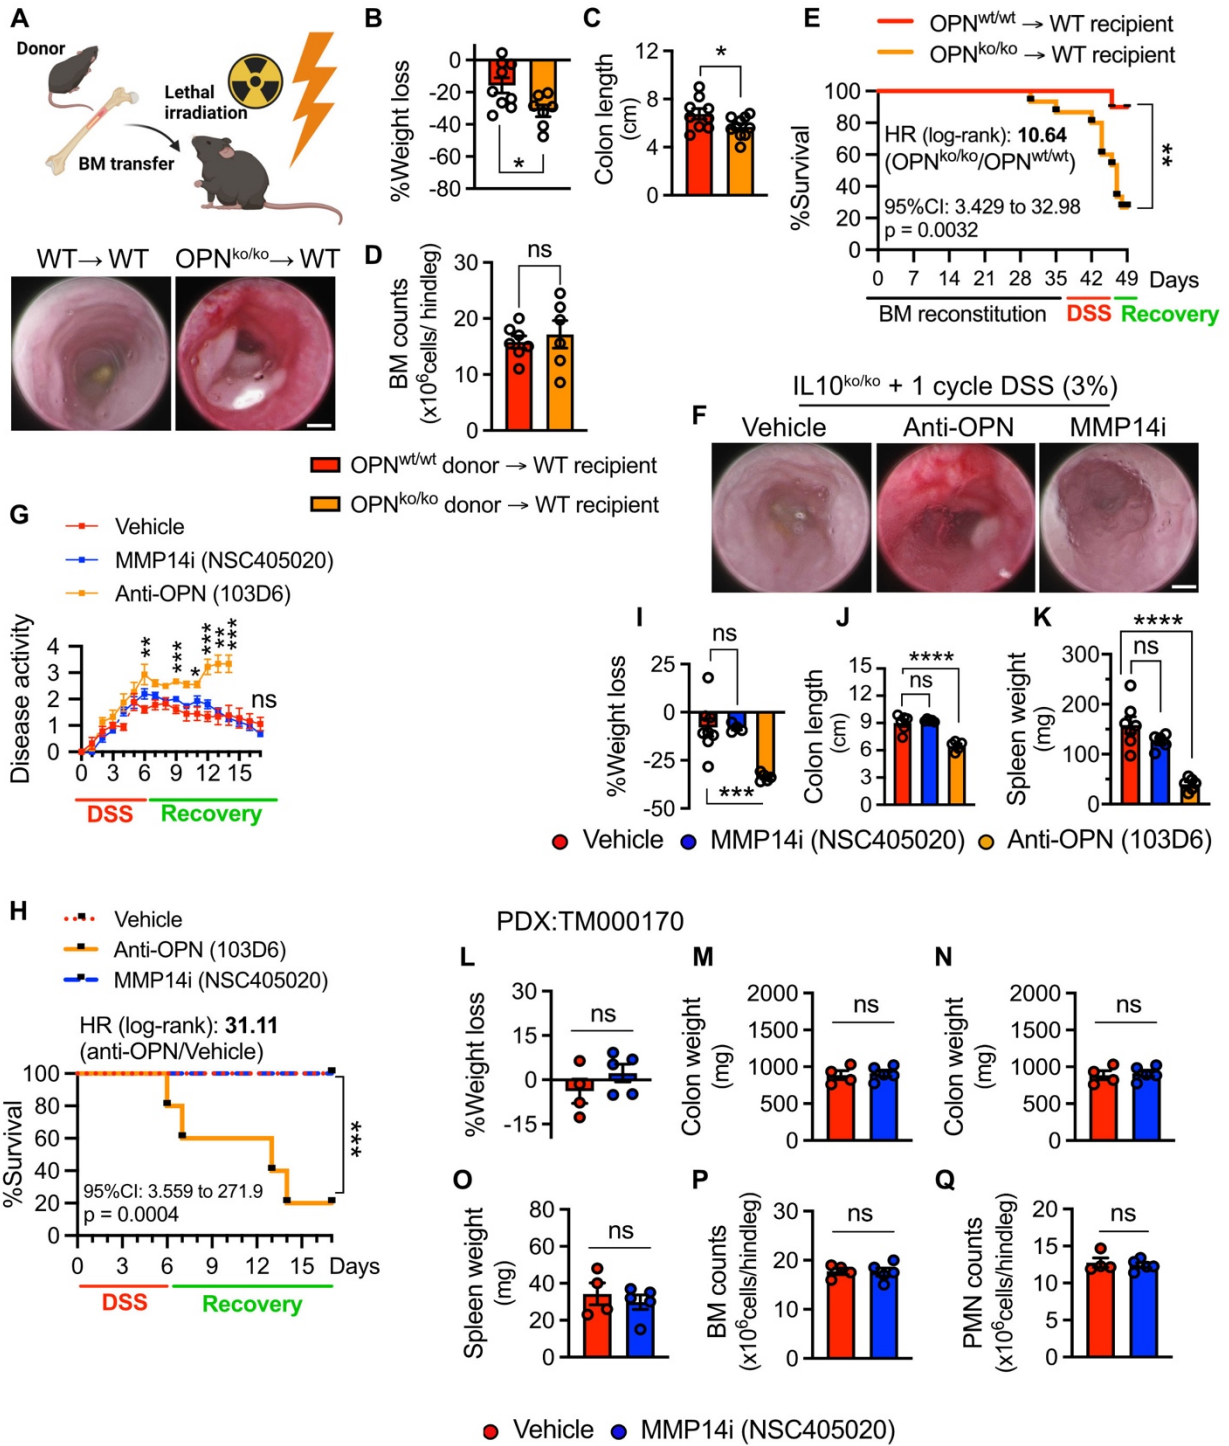 A
Donor
Lethal
irradiation
BM transfer
WT→ WT
OPNko/ko→ WT
B
%Weight loss
0
-20
-40
-60
-80
*
C
Colon length
(cm)
12
8
4
0
*
D
BM counts
(x10⁶cells/ hindleg)
30
20
10
0
ns
OPNwt/wt donor → WT recipient
OPNko/ko donor → WT recipient
E
OPNwt/wt → WT recipient
OPNko/ko → WT recipient
%Survival
100
80
60
40
20
0
HR (log-rank): 10.64
(OPNko/ko/OPNwt/wt)
95%CI: 3.429 to 32.98
p = 0.0032
**
0 7 14 21 28 35 42 49 Days
BM reconstitution DSS Recovery
IL10ko/ko + 1 cycle DSS (3%)
F
Vehicle Anti-OPN MMP14i
G
Vehicle
MMP14i (NSC405020)
Anti-OPN (103D6)
Disease activity
4
3
2
1
0
** *** * *** ** ***
ns
0 3 6 9 12 15
DSS Recovery
I
%Weight loss
25
0
-25
-50
ns
***
J
Colon length
(cm)
15
12
9
6
3
0
****
ns
K
Spleen weight
(mg)
300
200
100
0
****
ns
Vehicle MMP14i (NSC405020) Anti-OPN (103D6)
H
Vehicle
Anti-OPN (103D6)
MMP14i (NSC405020)
HR (log-rank): 31.11
(anti-OPN/Vehicle)
%Survival
100
80
60
40
20
0
95%CI: 3.559 to 271.9
p = 0.0004
***
0 3 6 9 12 15 Days
DSS Recovery
PDX:TM000170
L
%Weight loss
30
15
0
-15
ns
M
Colon weight
(mg)
2000
1500
1000
500
0
ns
N
Colon weight
(mg)
2000
1500
1000
500
0
ns
O
Spleen weight
(mg)
80
60
40
20
0
ns
P
BM counts
(x10⁶cells/hindleg)
30
20
10
0
ns
Q
PMN counts
(x10⁶cells/hindleg)
20
15
10
5
0
ns
Vehicle MMP14i (NSC405020)